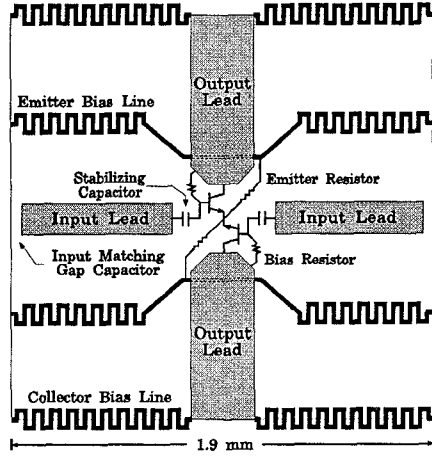 Output
Lead
Emitter Bias Line
Stabilizing
Capacitor
Emitter Resistor
Input Lead
Input Lead
Input Matching
Gap Capacitor
Bias Resistor
Output
Lead
Collector Bias Line
1.9 mm